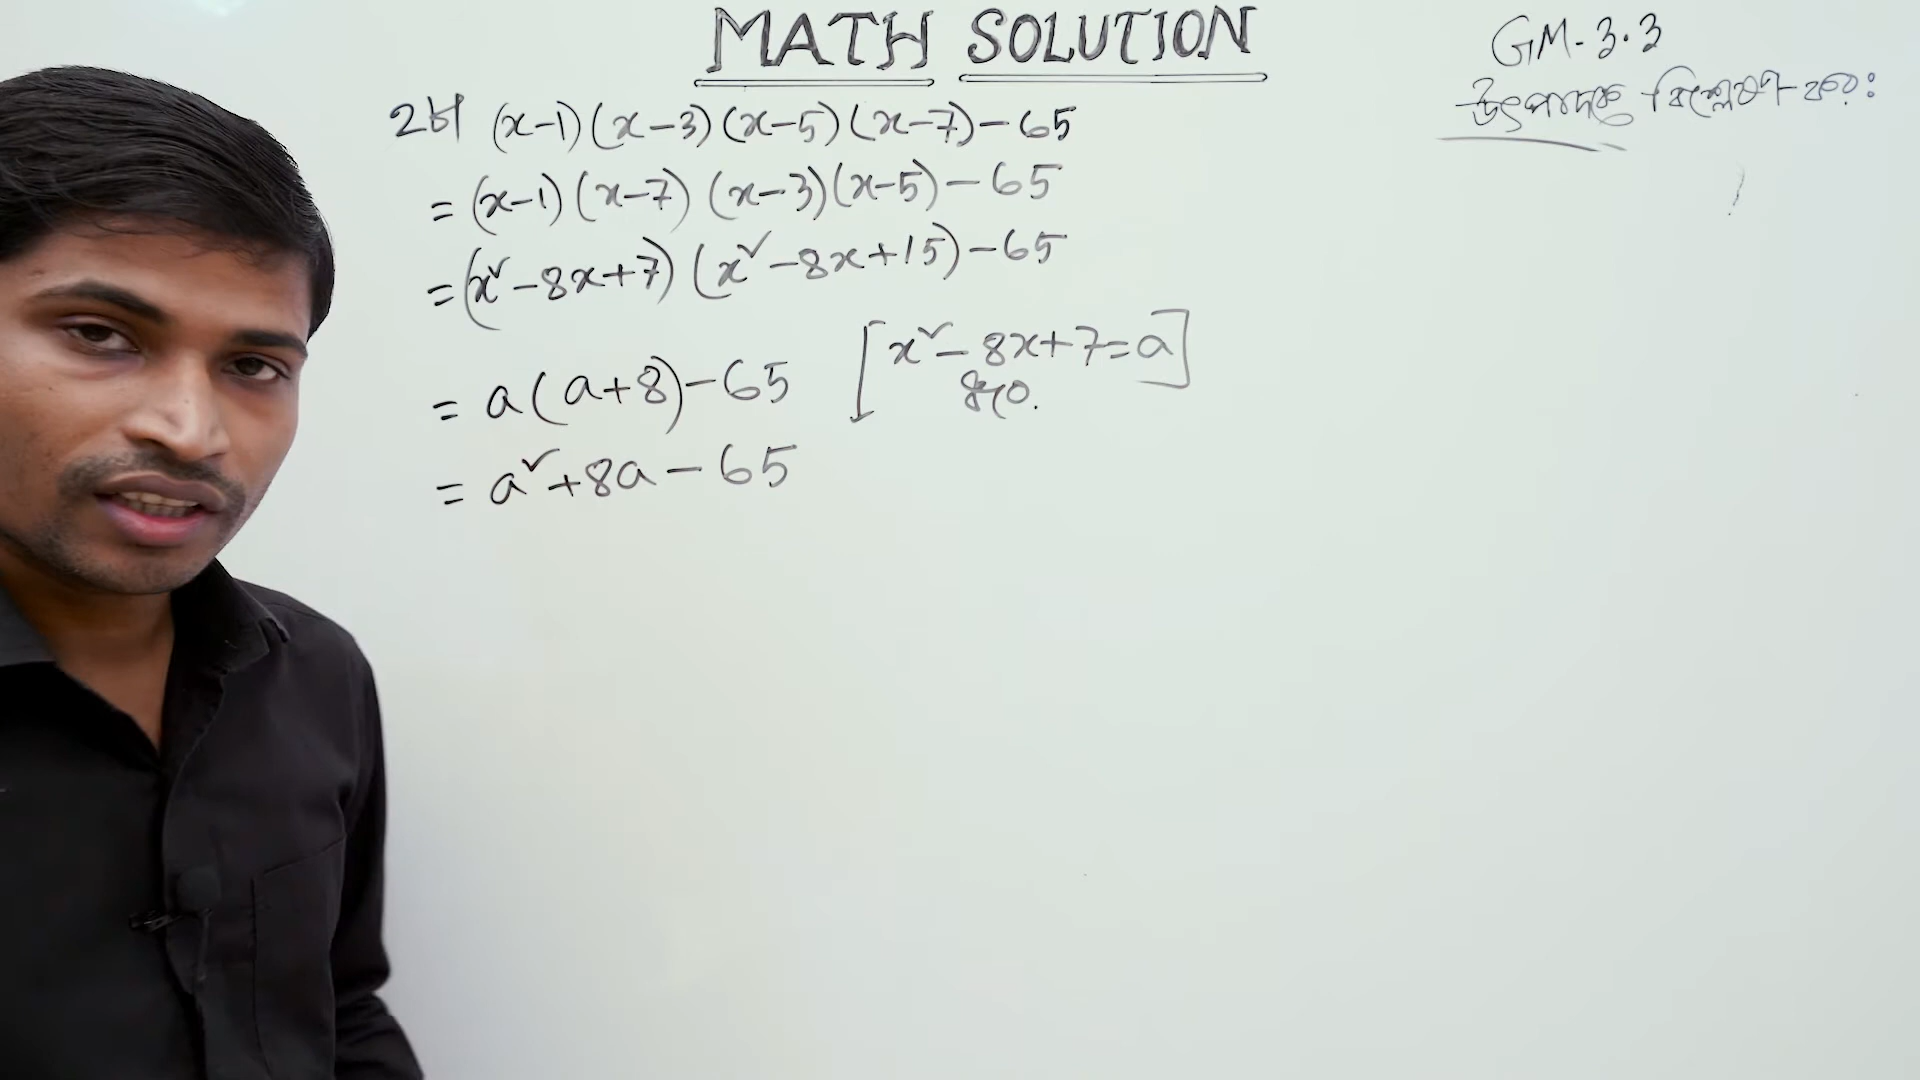 MATH SOLUTION
GM-3.3
উৎপাদকে বিশ্লেষণ কর:
২৮। (x-1)(x-3)(x-5)(x-7)-65
= (x-1)(x-7)(x-3)(x-5)-65
= (x²-8x+7)(x²-8x+15)-65
= a(a+8)-65 [x²-8x+7=a]
= a²+8a-65